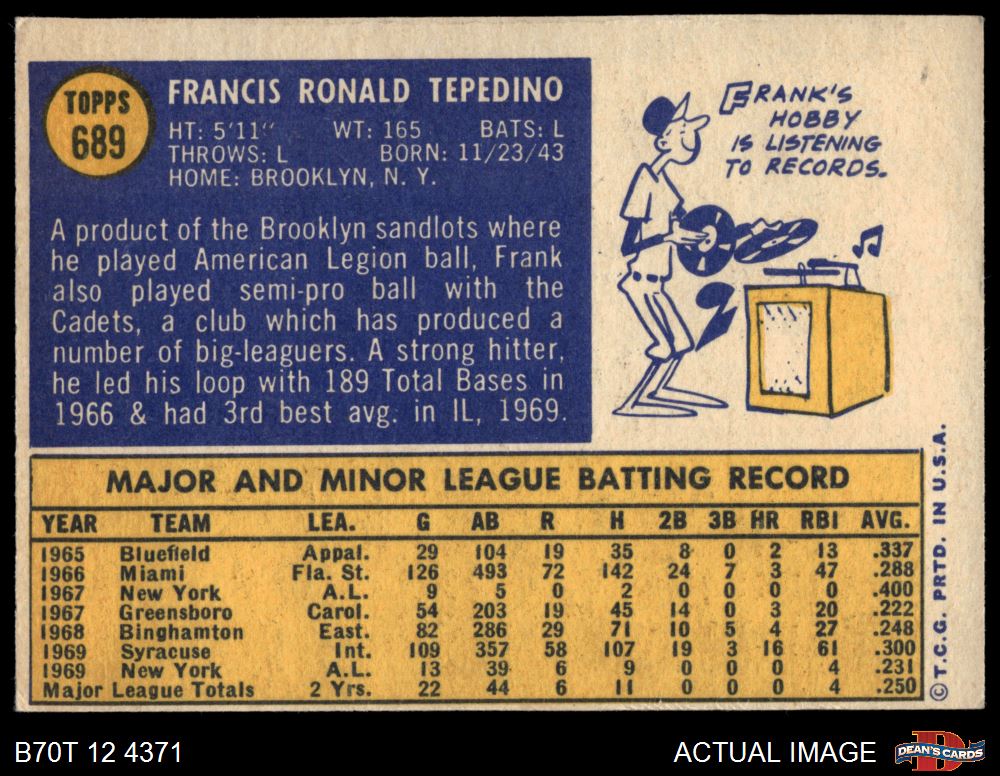 TOPPS
689
FRANCIS RONALD TEPEDINO
HT: 5'11" WT: 165 BATS: L
THROWS: L BORN: 11/23/43
HOME: BROOKLYN, N. Y.
A product of the Brooklyn sandlots where
he played American Legion ball, Frank
also played semi-pro ball with the
Cadets, a club which has produced a
number of big-leaguers. A strong hitter,
he led his loop with 189 Total Bases in
1966 & had 3rd best avg. in IL, 1969.
FRANK'S
HOBBY
IS LISTENING
TO RECORDS.
MAJOR AND MINOR LEAGUE BATTING RECORD
YEAR TEAM LEA. G AB R H 2B 3B HR RBI AVG.
1965 Bluefield Appal. 29 104 19 35 8 0 2 13 .337
1966 Miami Fla. St. 126 493 72 142 24 7 3 47 .288
1967 New York A.L. 9 5 0 2 0 0 0 0 .400
1967 Greensboro Carol. 54 203 19 45 14 0 3 20 .222
1968 Binghamton East. 82 286 29 71 10 5 4 27 .248
1969 Syracuse Int. 109 357 58 107 19 3 16 61 .300
1969 New York A.L. 13 39 6 9 0 0 0 4 .231
Major League Totals 2 Yrs. 22 44 6 11 0 0 0 4 .250
© T.C.G. PRTD. IN U.S.A.
B70T 12 4371
ACTUAL IMAGE
DEAN'S CARDS